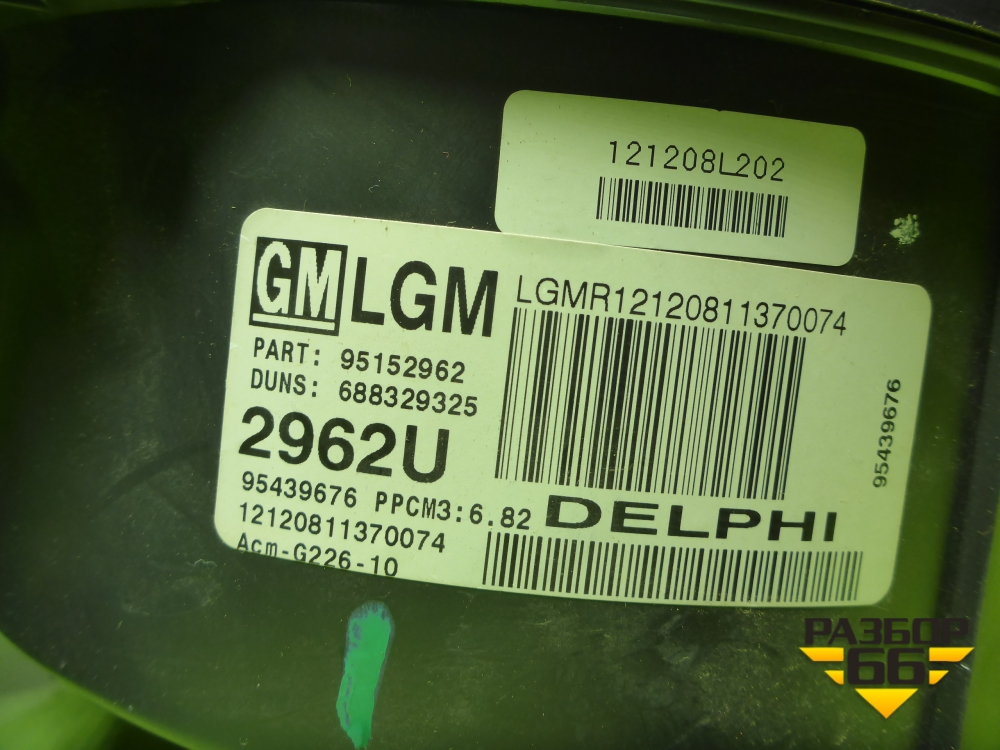 121208L202
GM LGM
LGMR12120811370074
PART: 95152962
DUNS: 688329325
2962U
95439676 PPCM3:6.82
DELPHI
12120811370074
Acm-G226-10
95439676
РАЗБОР
66